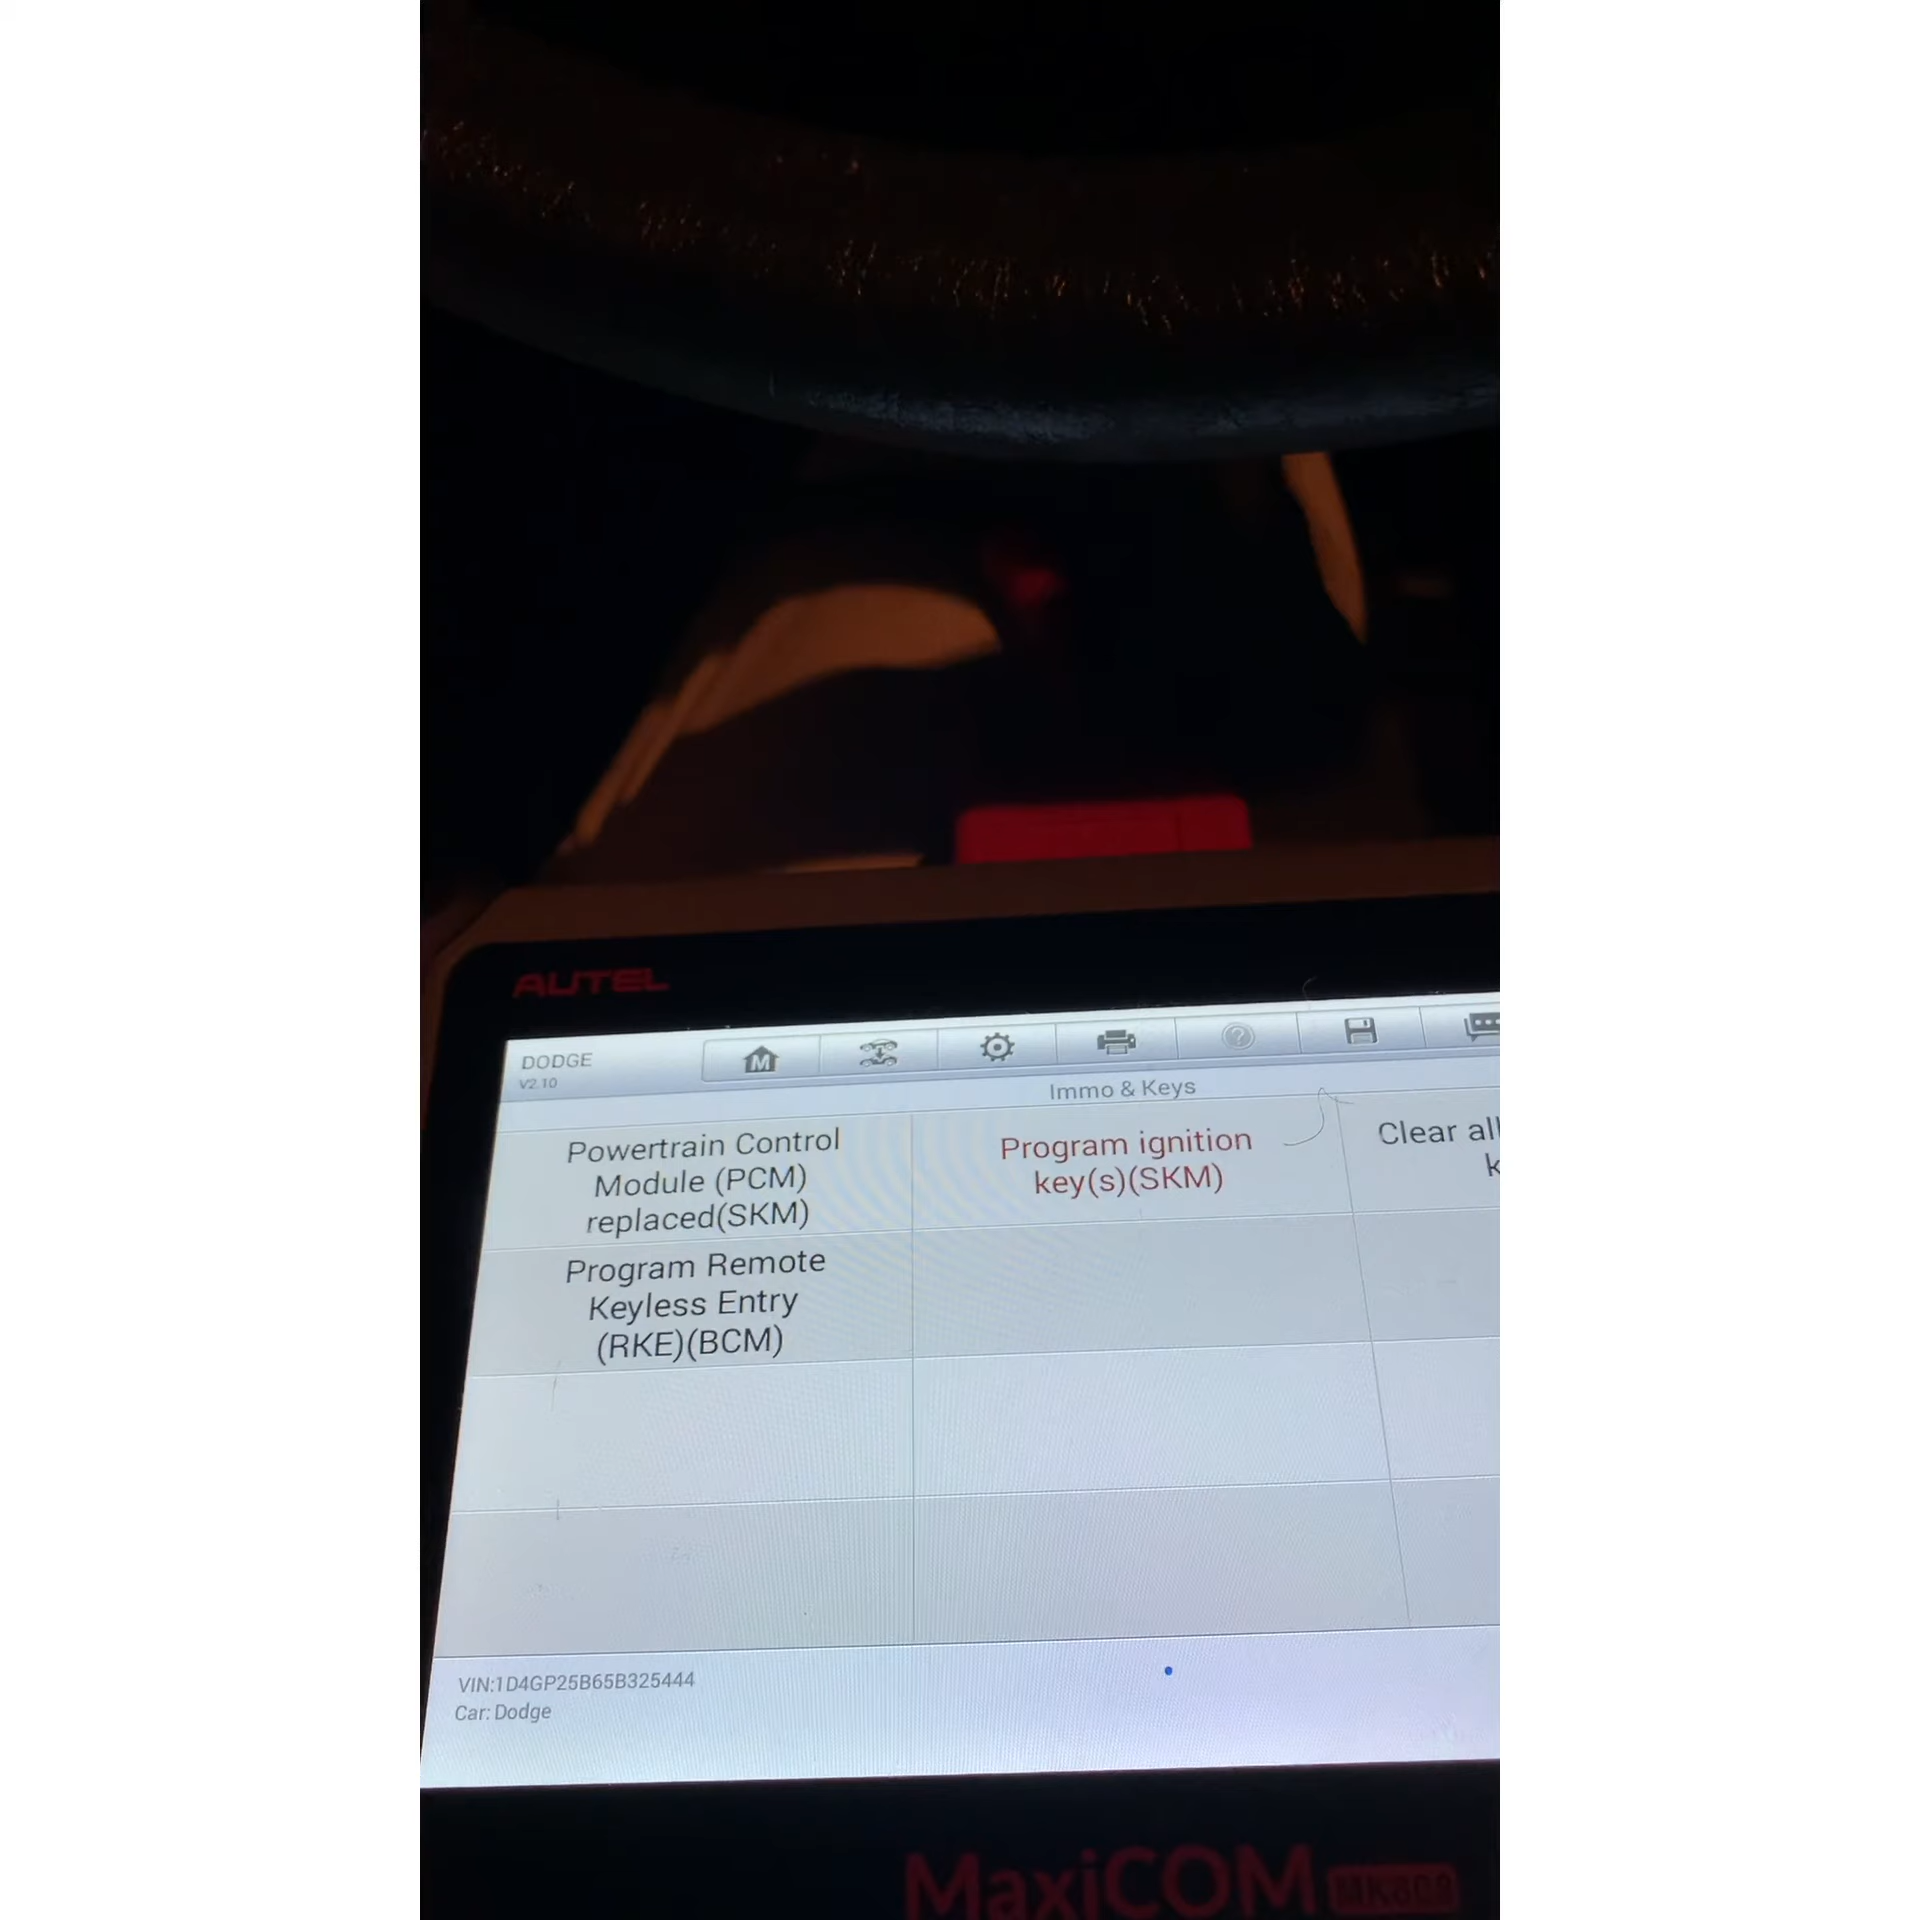 AUTEL
DODGE
V2.10
M
Immo & Keys
Powertrain Control
Module (PCM)
replaced(SKM)
Program ignition
key(s)(SKM)
Clear all
k
Program Remote
Keyless Entry
(RKE)(BCM)
VIN:1D4GP25B65B325444
Car: Dodge
MaxiCOM MK808